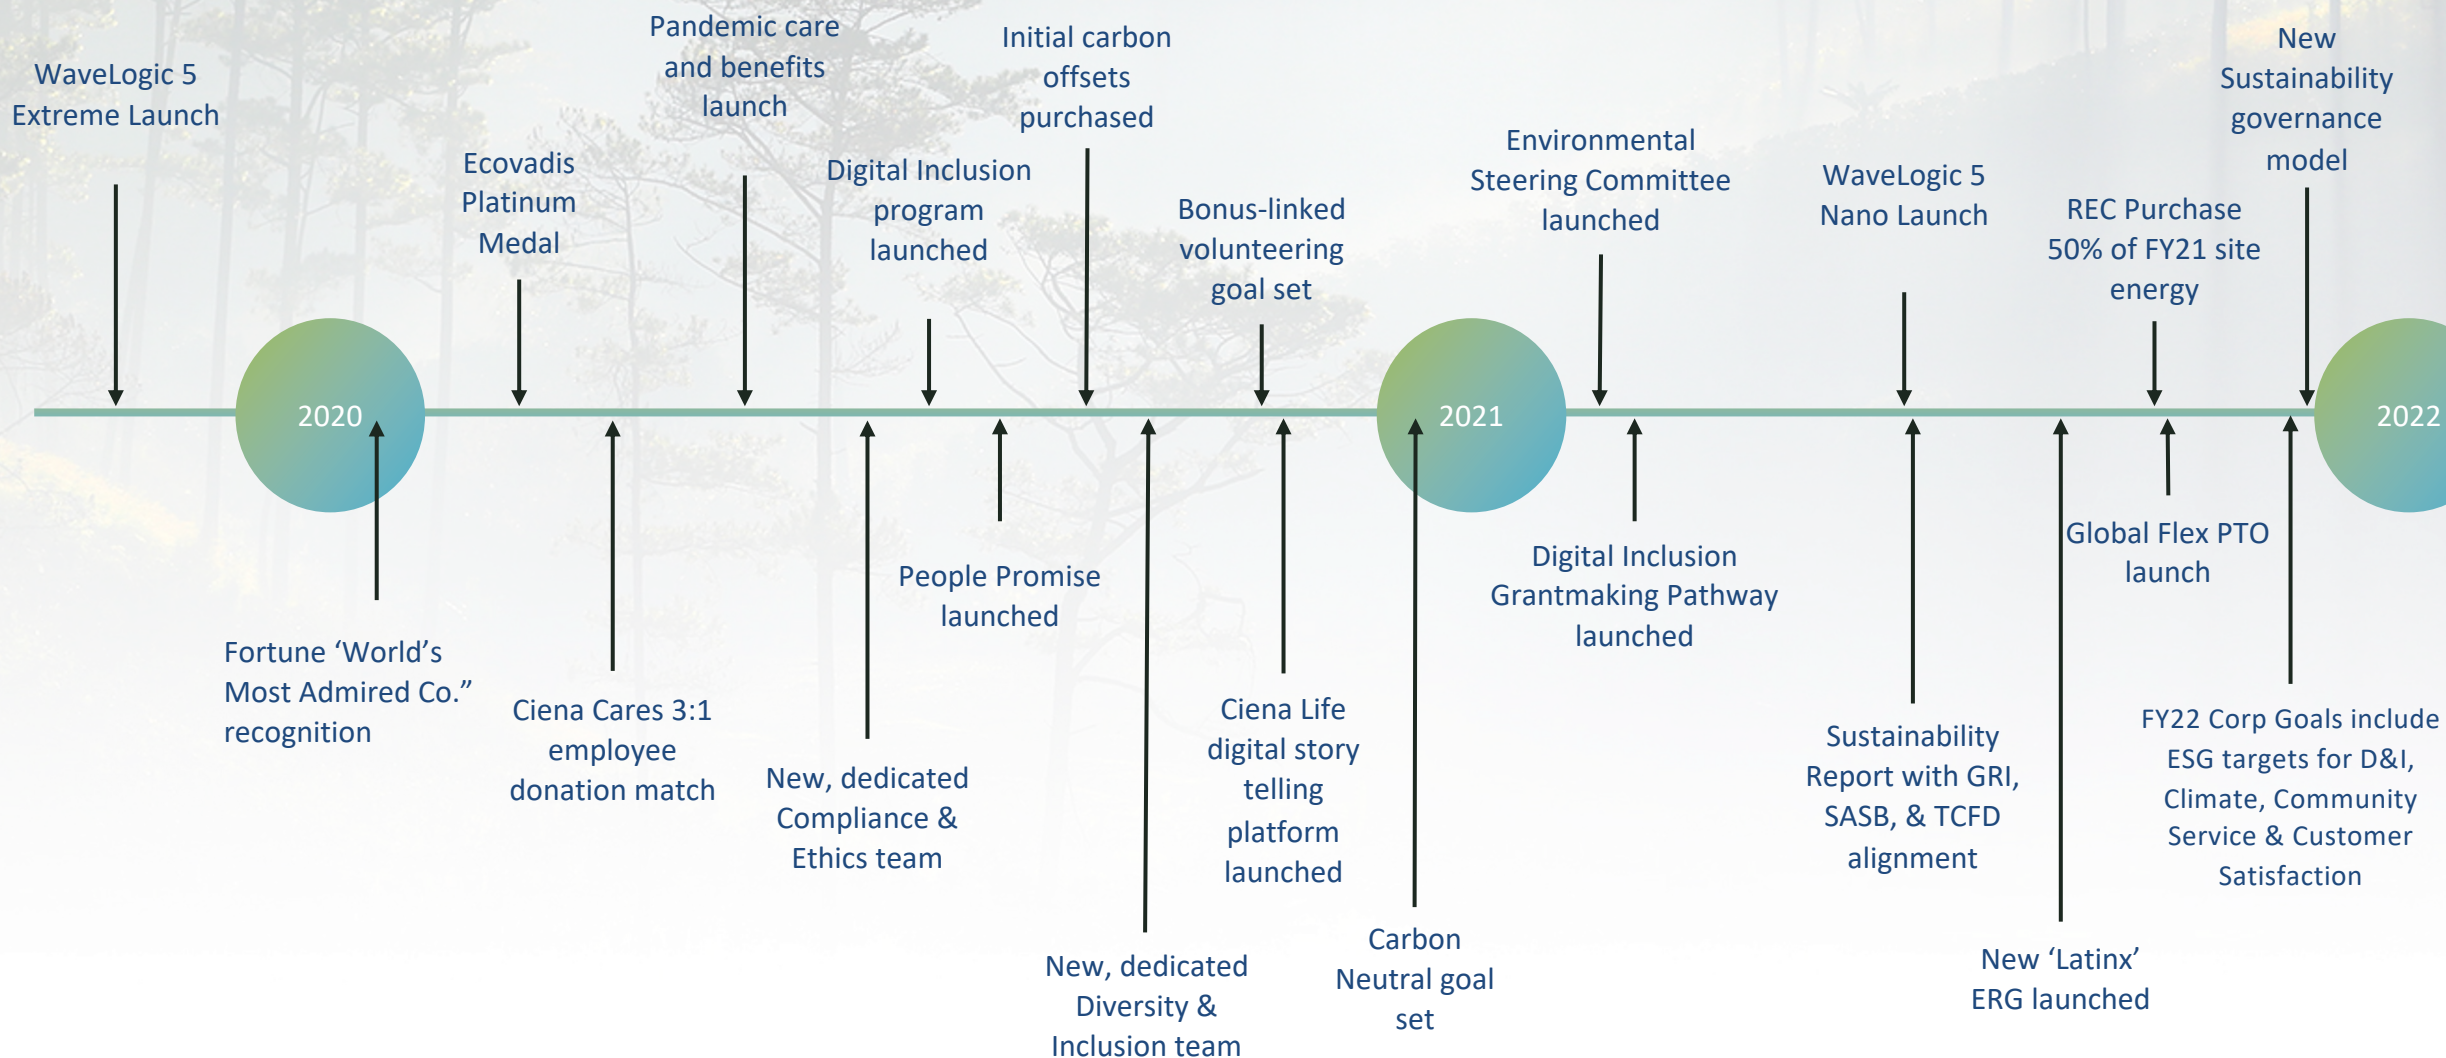 WaveLogic 5
Extreme Launch
Ecovadis
Platinum
Medal
Pandemic care
and benefits
launch
Digital Inclusion
program
launched
Initial carbon
offsets
purchased
Bonus-linked
volunteering
goal set
Environmental
Steering Committee
launched
WaveLogic 5
Nano Launch
REC Purchase
50% of FY21 site
energy
New
Sustainability
governance
model
2020
2021
2022
Fortune ‘World’s
Most Admired Co.”
recognition
Ciena Cares 3:1
employee
donation match
New, dedicated
Compliance &
Ethics team
People Promise
launched
New, dedicated
Diversity &
Inclusion team
Ciena Life
digital story
telling
platform
launched
Carbon
Neutral goal
set
Digital Inclusion
Grantmaking Pathway
launched
Sustainability
Report with GRI,
SASB, & TCFD
alignment
New ‘Latinx’
ERG launched
Global Flex PTO
launch
FY22 Corp Goals include
ESG targets for D&I,
Climate, Community
Service & Customer
Satisfaction